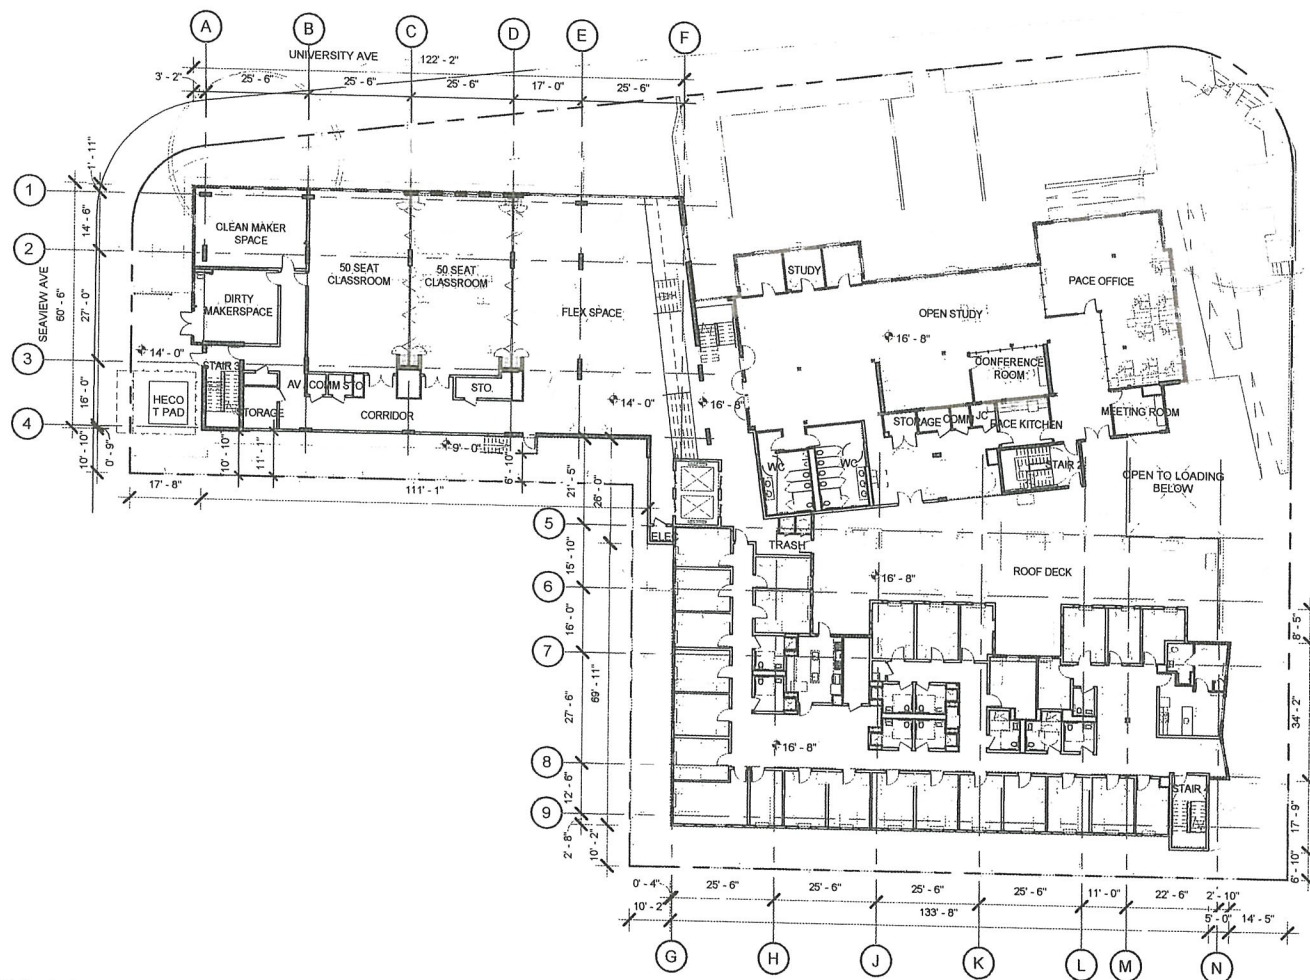 A
B
C
D
E
F
UNIVERSITY AVE
122' - 2"
3' - 2"
25' - 6"
25' - 6"
25' - 6"
17' - 0"
25' - 6"
1' - 11"
1
14' - 6"
2
CLEAN MAKER
SPACE
SEAVIEW AVE
60' - 6"
27' - 0"
50 SEAT
CLASSROOM
50 SEAT
CLASSROOM
STUDY
PACE OFFICE
DIRTY
MAKERSPACE
FLEX SPACE
OPEN STUDY
16' - 8"
14' - 0"
3
STAIR 3
CONFERENCE
ROOM
16' - 0"
HECO
T PAD
AV
COMM
STO
STO.
14' - 0"
16' - 8"
4
STORAGE
CORRIDOR
STORAGE
COMM
JC
PACE KITCHEN
MEETING ROOM
10' - 10"
0' - 9"
10' - 10"
11' - 1"
9' - 0"
6' - 10"
WC
WC
STAIR 2
17' - 8"
111' - 1"
21' - 5"
26' - 0"
OPEN TO LOADING
BELOW
5
ELEC
TRASH
15' - 10"
ROOF DECK
6
16' - 8"
16' - 0"
8' - 5"
7
69' - 11"
27' - 6"
34' - 2"
16' - 8"
8
12' - 6"
STAIR
9
17' - 9"
2' - 8"
10' - 2"
6' - 10"
0' - 4"
25' - 6"
25' - 6"
25' - 6"
25' - 6"
11' - 0"
22' - 6"
2' - 10"
10' - 2"
133' - 8"
5' - 0"
14' - 5"
G
H
J
K
L
M
N